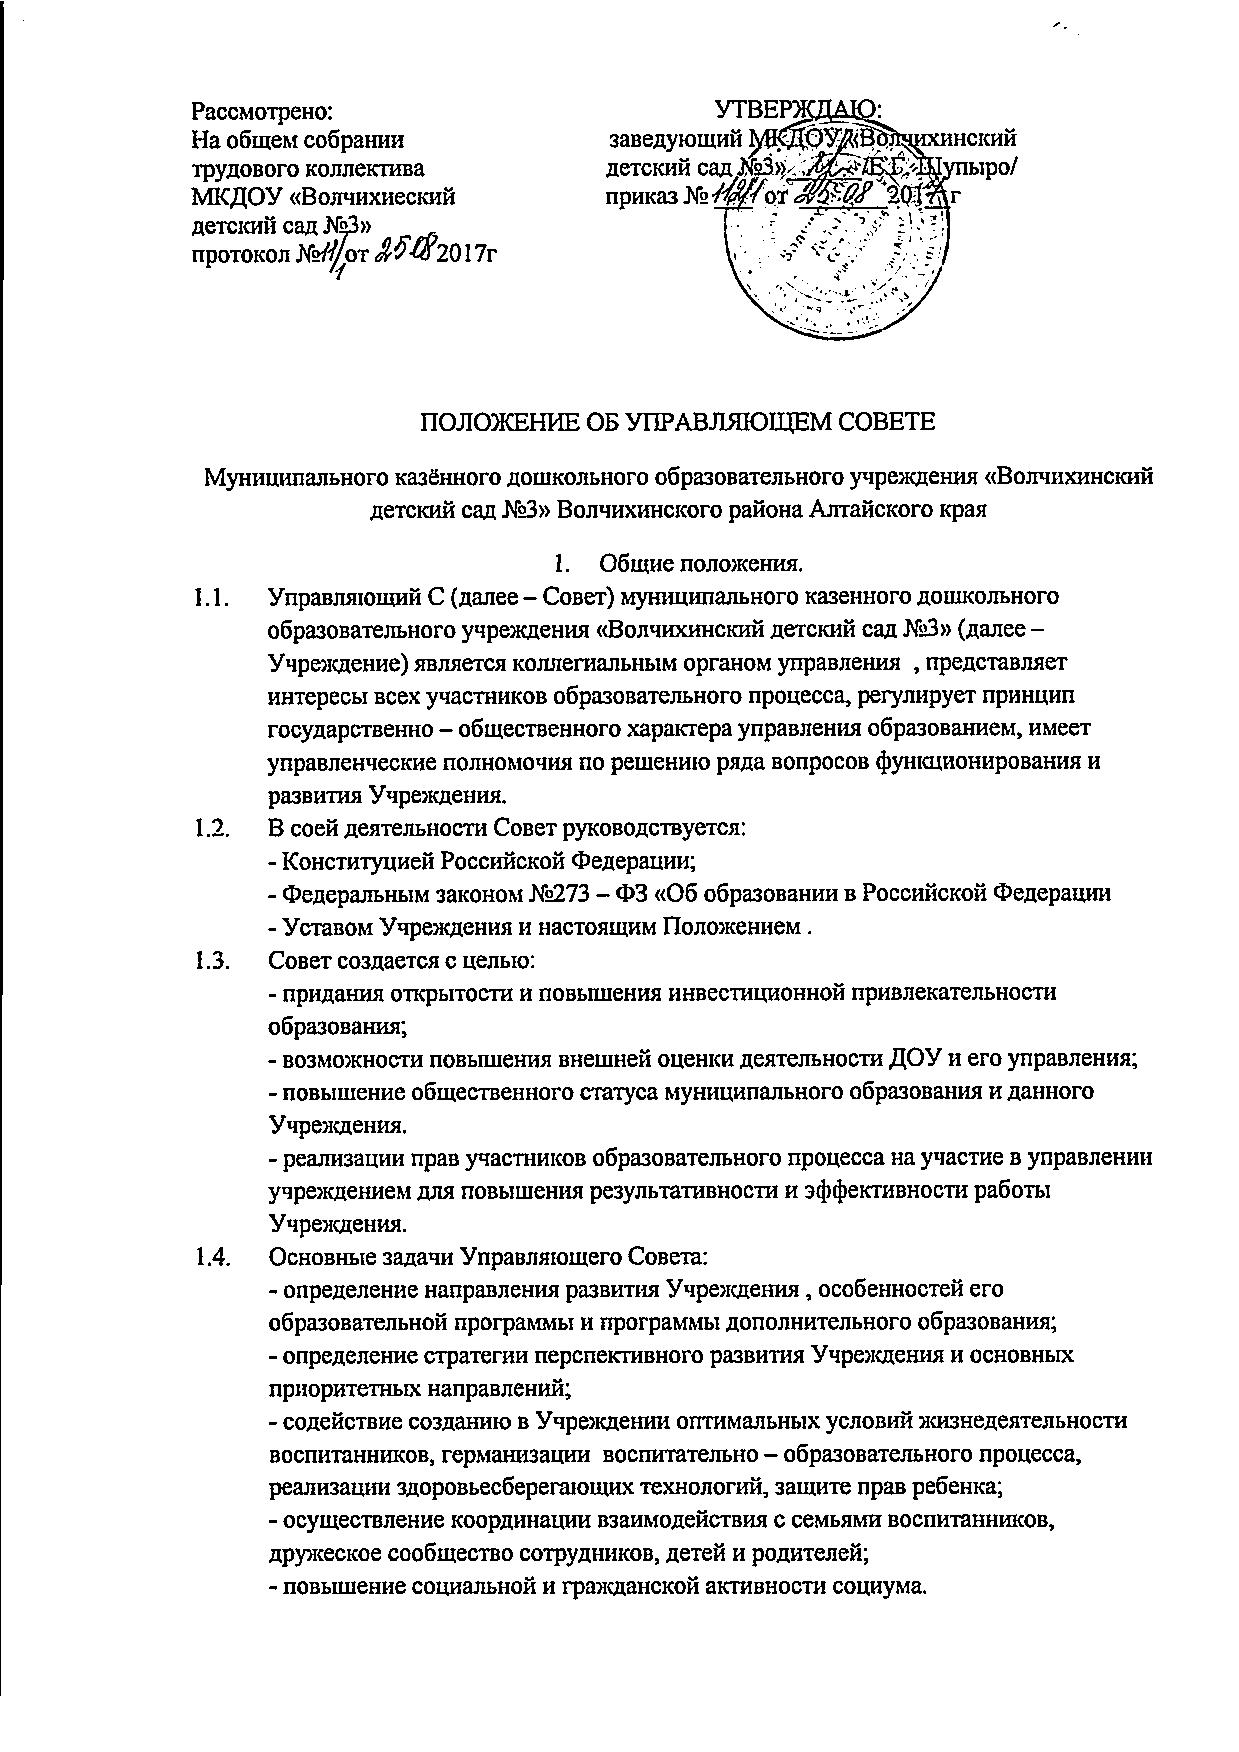 Рассмотрено:
На общем собрании
трудового коллектива
МКДОУ «Волчихиеский
детский сад №3»
протокол №11/1 от 25.08 2017г
УТВЕРЖДАЮ:
заведующий МКДОУ «Волчихинский
детский сад №3» /Е.Г. Шупыро/
приказ № от 25.08 2017г
ПОЛОЖЕНИЕ ОБ УПРАВЛЯЮЩЕМ СОВЕТЕ
Муниципального казённого дошкольного образовательного учреждения «Волчихинский
детский сад №3» Волчихинского района Алтайского края
1. Общие положения.
1.1. Управляющий С (далее – Совет) муниципального казенного дошкольного
образовательного учреждения «Волчихинский детский сад №3» (далее –
Учреждение) является коллегиальным органом управления , представляет
интересы всех участников образовательного процесса, регулирует принцип
государственно – общественного характера управления образованием, имеет
управленческие полномочия по решению ряда вопросов функционирования и
развития Учреждения.
1.2. В соей деятельности Совет руководствуется:
- Конституцией Российской Федерации;
- Федеральным законом №273 – ФЗ «Об образовании в Российской Федерации
- Уставом Учреждения и настоящим Положением .
1.3. Совет создается с целью:
- придания открытости и повышения инвестиционной привлекательности
образования;
- возможности повышения внешней оценки деятельности ДОУ и его управления;
- повышение общественного статуса муниципального образования и данного
Учреждения.
- реализации прав участников образовательного процесса на участие в управлении
учреждением для повышения результативности и эффективности работы
Учреждения.
1.4. Основные задачи Управляющего Совета:
- определение направления развития Учреждения , особенностей его
образовательной программы и программы дополнительного образования;
- определение стратегии перспективного развития Учреждения и основных
приоритетных направлений;
- содействие созданию в Учреждении оптимальных условий жизнедеятельности
воспитанников, германизации воспитательно – образовательного процесса,
реализации здоровьесберегающих технологий, защите прав ребенка;
- осуществление координации взаимодействия с семьями воспитанников,
дружеское сообщество сотрудников, детей и родителей;
- повышение социальной и гражданской активности социума.